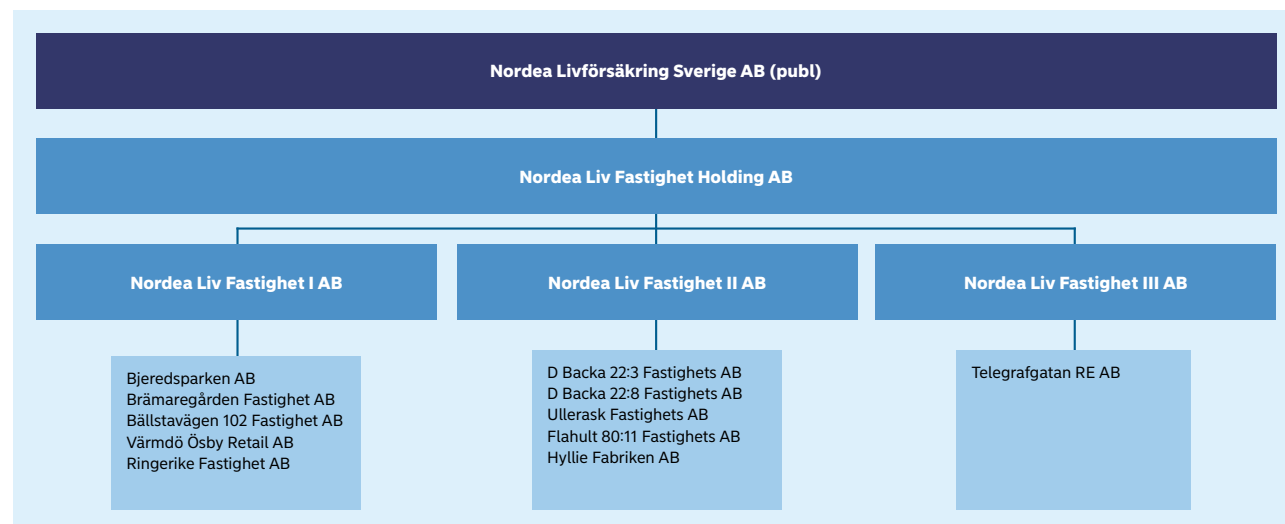 Nordea Livförsäkring Sverige AB (publ)
Nordea Liv Fastighet Holding AB
Nordea Liv Fastighet I AB
Nordea Liv Fastighet II AB
Nordea Liv Fastighet III AB
Bjeredsparken AB
Brämaregården Fastighet AB
Bällstavägen 102 Fastighet AB
Värmdö Ösby Retail AB
Ringerike Fastighet AB
D Backa 22:3 Fastighets AB
D Backa 22:8 Fastighets AB
Ullerask Fastighets AB
Flahult 80:11 Fastighets AB
Hyllie Fabriken AB
Telegrafgatan RE AB